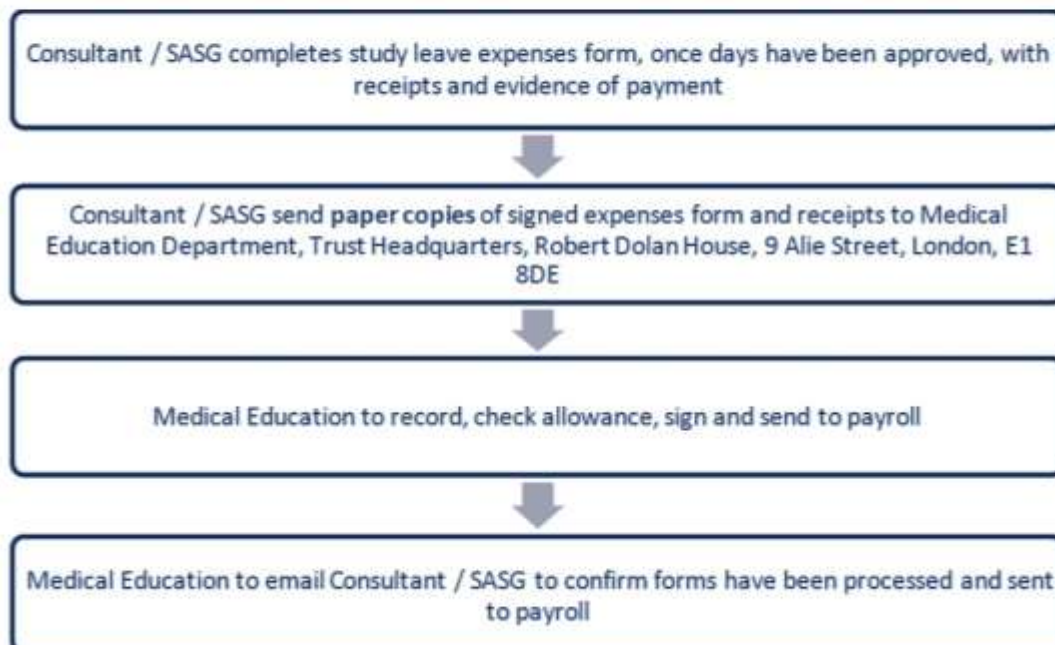 Consultant / SASG completes study leave expenses form, once days have been approved, with
receipts and evidence of payment
Consultant / SASG send paper copies of signed expenses form and receipts to Medical
Education Department, Trust Headquarters, Robert Dolan House, 9 Alie Street, London, E1
8DE
Medical Education to record, check allowance, sign and send to payroll
Medical Education to email Consultant / SASG to confirm forms have been processed and sent
to payroll